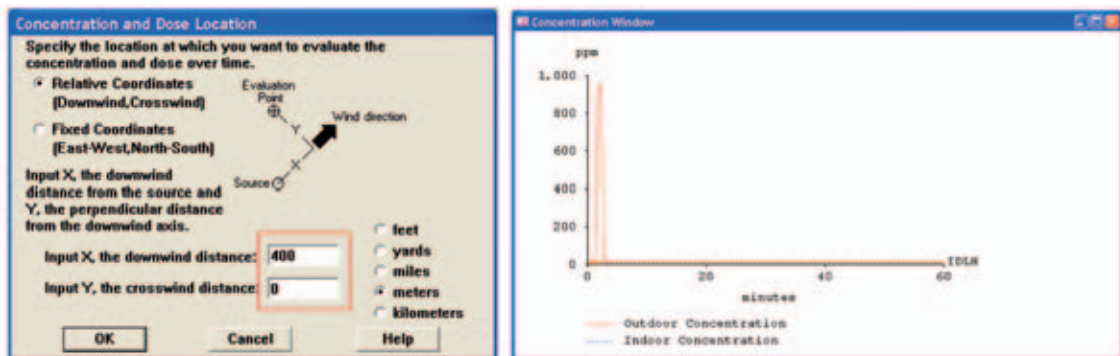 Concentration and Dose Location
Specify the location at which you want to evaluate the
concentration and dose over time.
Relative Coordinates
(Downwind,Crosswind)
Fixed Coordinates
(East-West,North-South)
Evaluation
Point
Wind direction
Y
X
Source
Input X, the downwind
distance from the source and
Y, the perpendicular distance
from the downwind axis.
Input X, the downwind distance:
400
Input Y, the crosswind distance:
0
feet
yards
miles
meters
kilometers
OK
Cancel
Help
Concentration Window
ppm
1,000
800
600
400
200
0
IDLH
0
20
40
60
minutes
Outdoor Concentration
Indoor Concentration